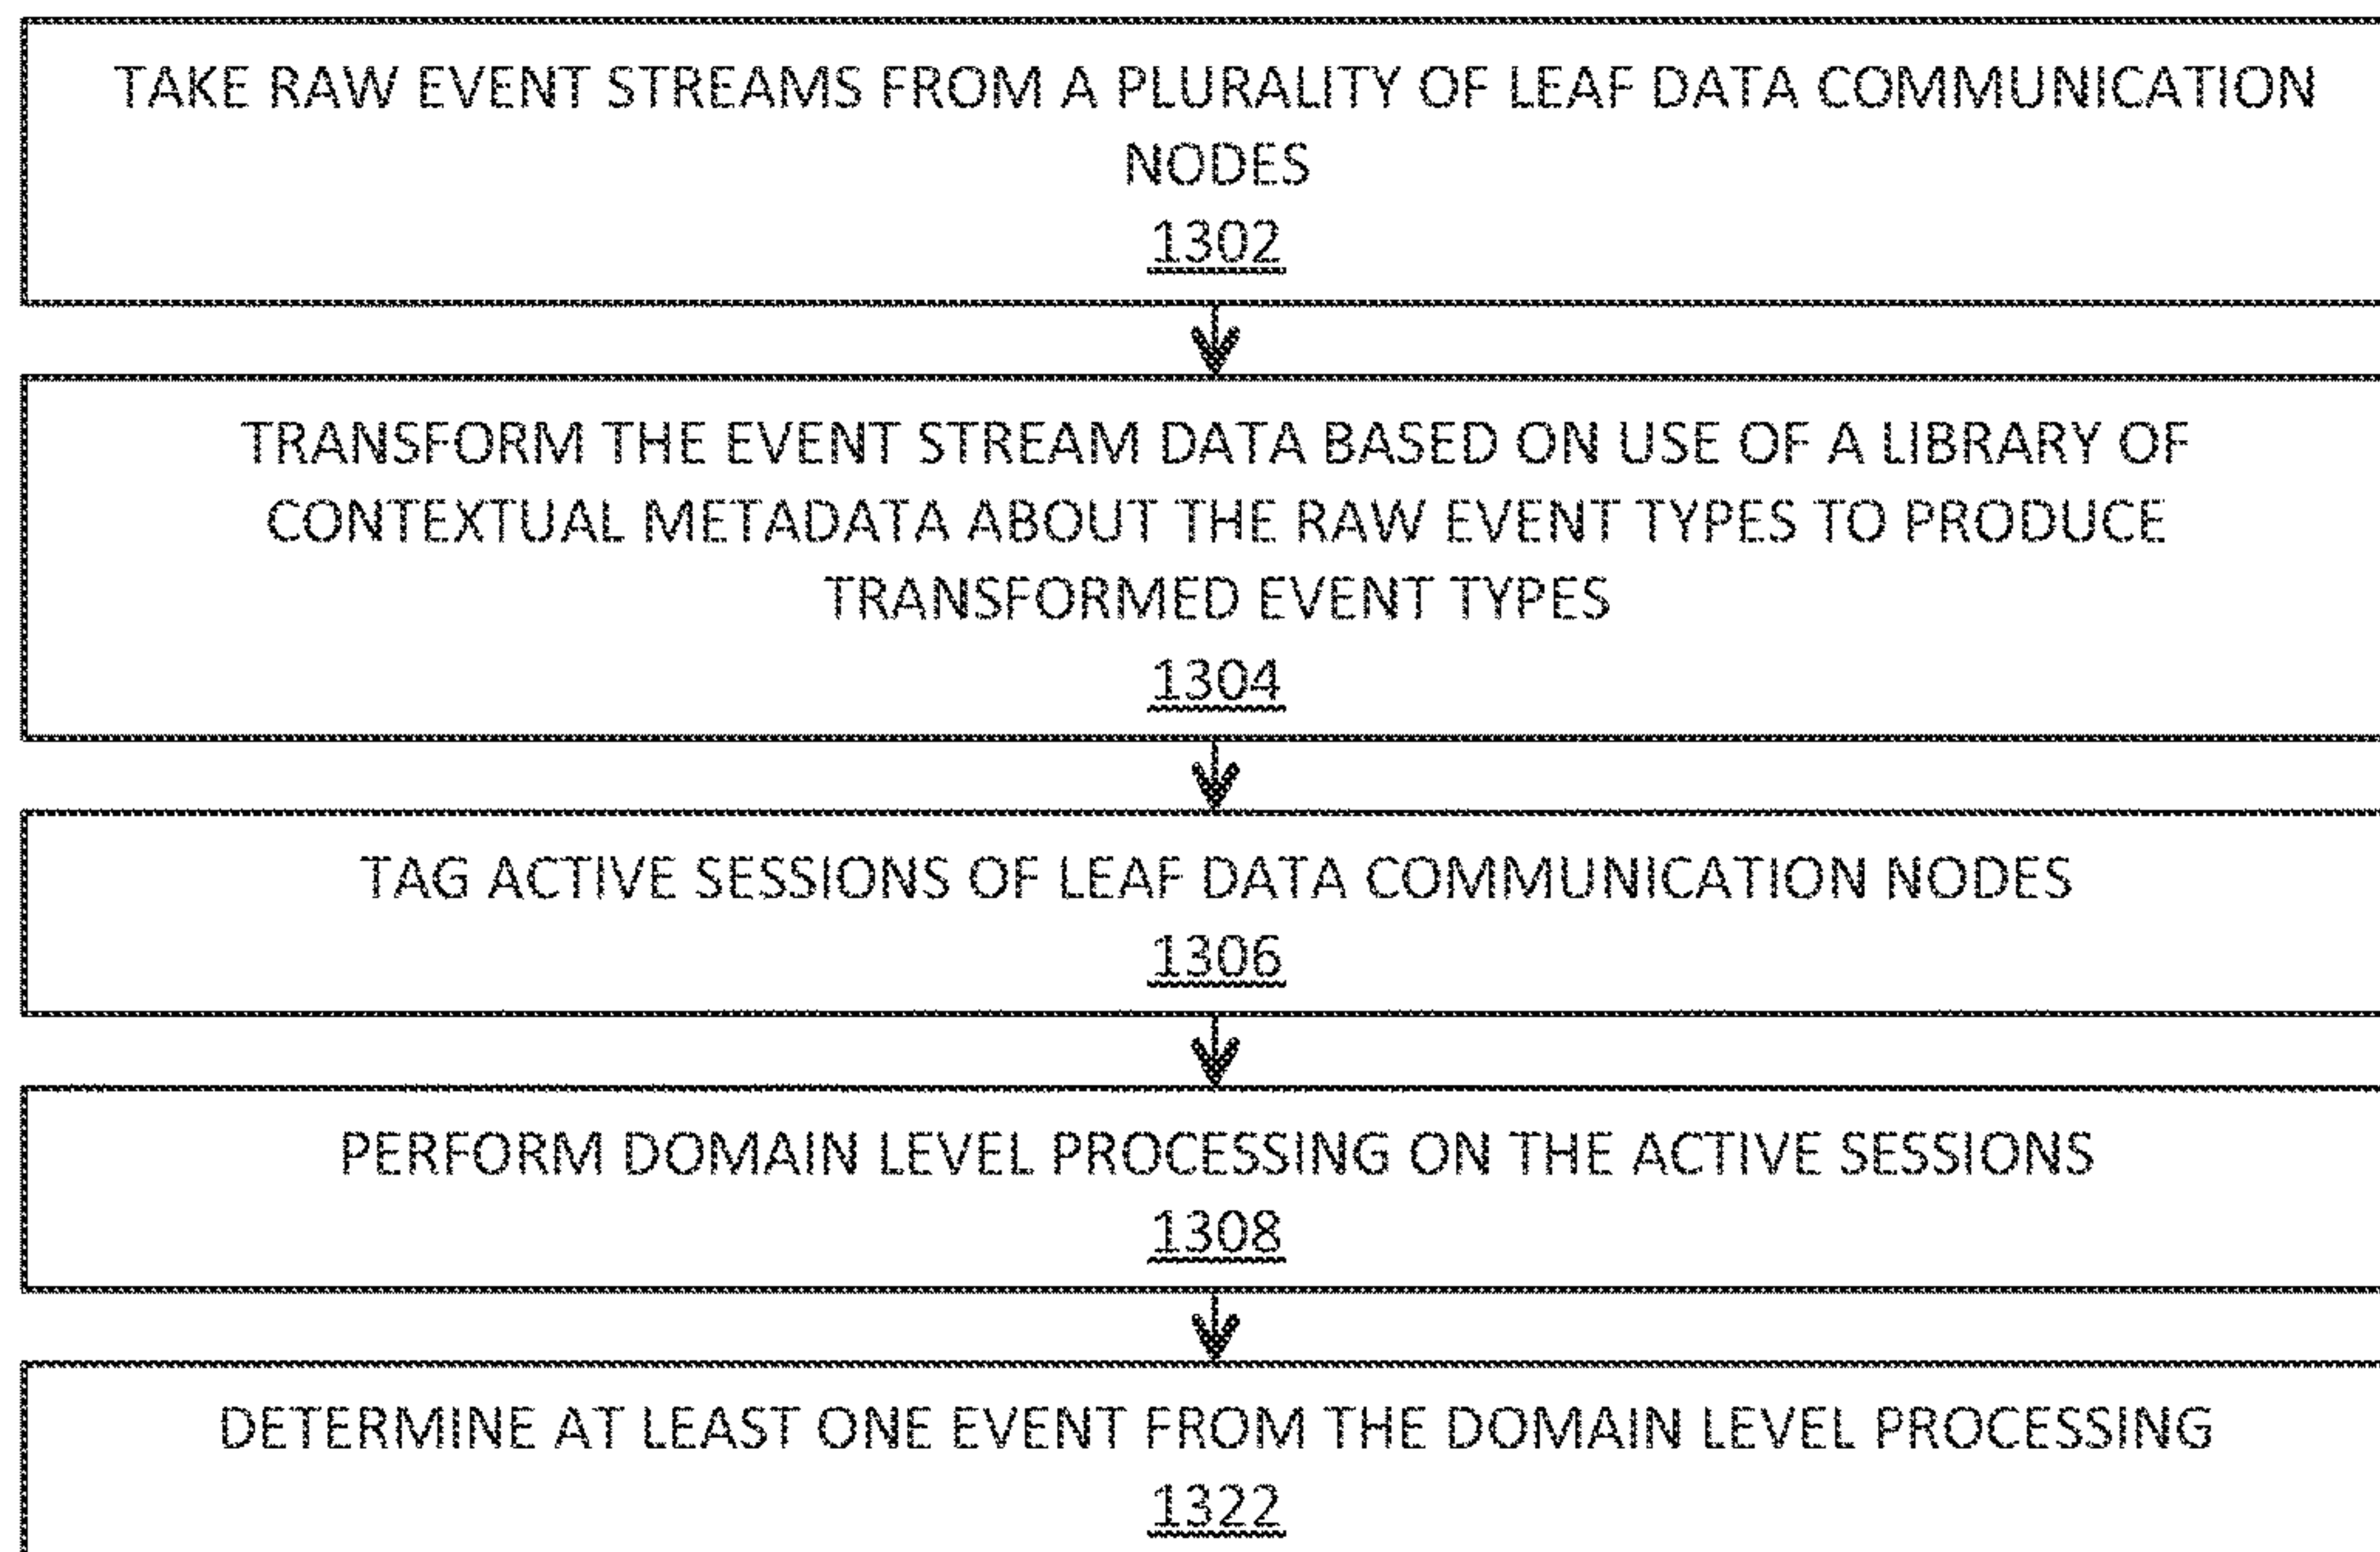 TAKE RAW EVENT STREAMS FROM A PLURALITY OF LEAF DATA COMMUNICATION
NODES
1302
TRANSFORM THE EVENT STREAM DATA BASED ON USE OF A LIBRARY OF
CONTEXTUAL METADATA ABOUT THE RAW EVENT TYPES TO PRODUCE
TRANSFORMED EVENT TYPES
1304
TAG ACTIVE SESSIONS OF LEAF DATA COMMUNICATION NODES
1306
PERFORM DOMAIN LEVEL PROCESSING ON THE ACTIVE SESSIONS
1308
DETERMINE AT LEAST ONE EVENT FROM THE DOMAIN LEVEL PROCESSING
1322